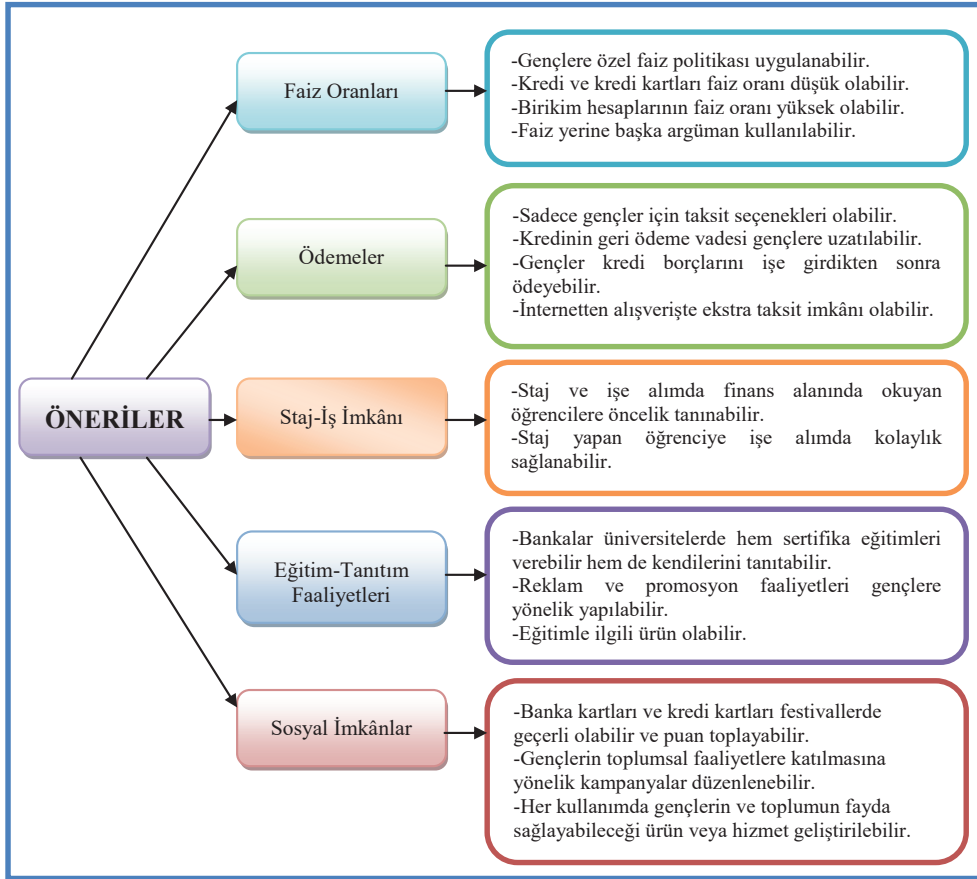 ÖNERİLER
Faiz Oranları
-Gençlere özel faiz politikası uygulanabilir.
-Kredi ve kredi kartları faiz oranı düşük olabilir.
-Birikim hesaplarının faiz oranı yüksek olabilir.
-Faiz yerine başka argüman kullanılabilir.
Ödemeler
-Sadece gençler için taksit seçenekleri olabilir.
-Kredinin geri ödeme vadesi gençlere uzatılabilir.
-Gençler kredi borçlarını işe girdikten sonra
ödeyebilir.
-İnternetten alışverişte ekstra taksit imkânı olabilir.
Staj-İş İmkânı
-Staj ve işe alımda finans alanında okuyan
öğrencilere öncelik tanınabilir.
-Staj yapan öğrenciye işe alımda kolaylık
sağlanabilir.
Eğitim-Tanıtım
Faaliyetleri
-Bankalar üniversitelerde hem sertifika eğitimleri
verebilir hem de kendilerini tanıtabilir.
-Reklam ve promosyon faaliyetleri gençlere
yönelik yapılabilir.
-Eğitimle ilgili ürün olabilir.
Sosyal İmkânlar
-Banka kartları ve kredi kartları festivallerde
geçerli olabilir ve puan toplayabilir.
-Gençlerin toplumsal faaliyetlere katılmasına
yönelik kampanyalar düzenlenebilir.
-Her kullanımda gençlerin ve toplumun fayda
sağlayabileceği ürün veya hizmet geliştirilebilir.